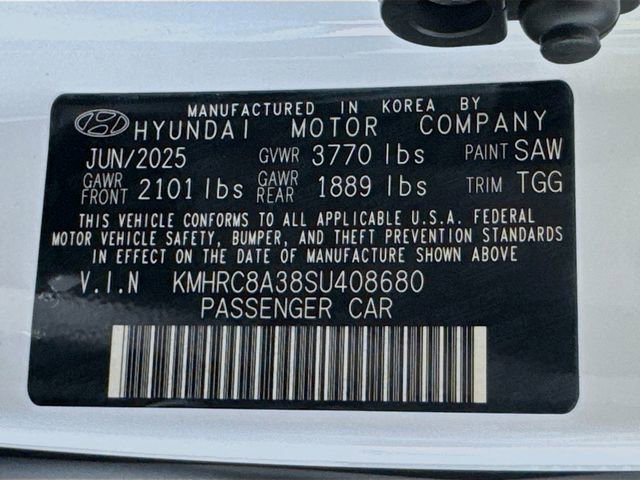 MANUFACTURED IN KOREA BY
HYUNDAI MOTOR COMPANY
JUN/2025 GVWR 3770 lbs PAINT SAW
GAWR FRONT 2101 lbs GAWR REAR 1889 lbs TRIM TGG
THIS VEHICLE CONFORMS TO ALL APPLICABLE U.S.A. FEDERAL
MOTOR VEHICLE SAFETY, BUMPER, AND THEFT PREVENTION STANDARDS
IN EFFECT ON THE DATE OF MANUFACTURE SHOWN ABOVE
V.I.N KMHRC8A38SU408680
PASSENGER CAR